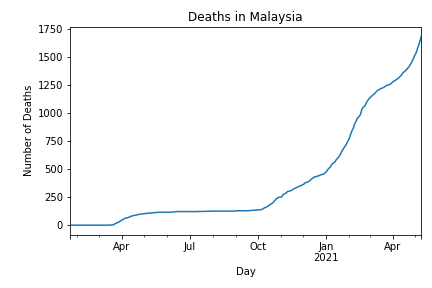 Deaths in Malaysia
Number of Deaths
1750
1500
1250
1000
750
500
250
0
Apr
Jul
Oct
Jan
2021
Apr
Day